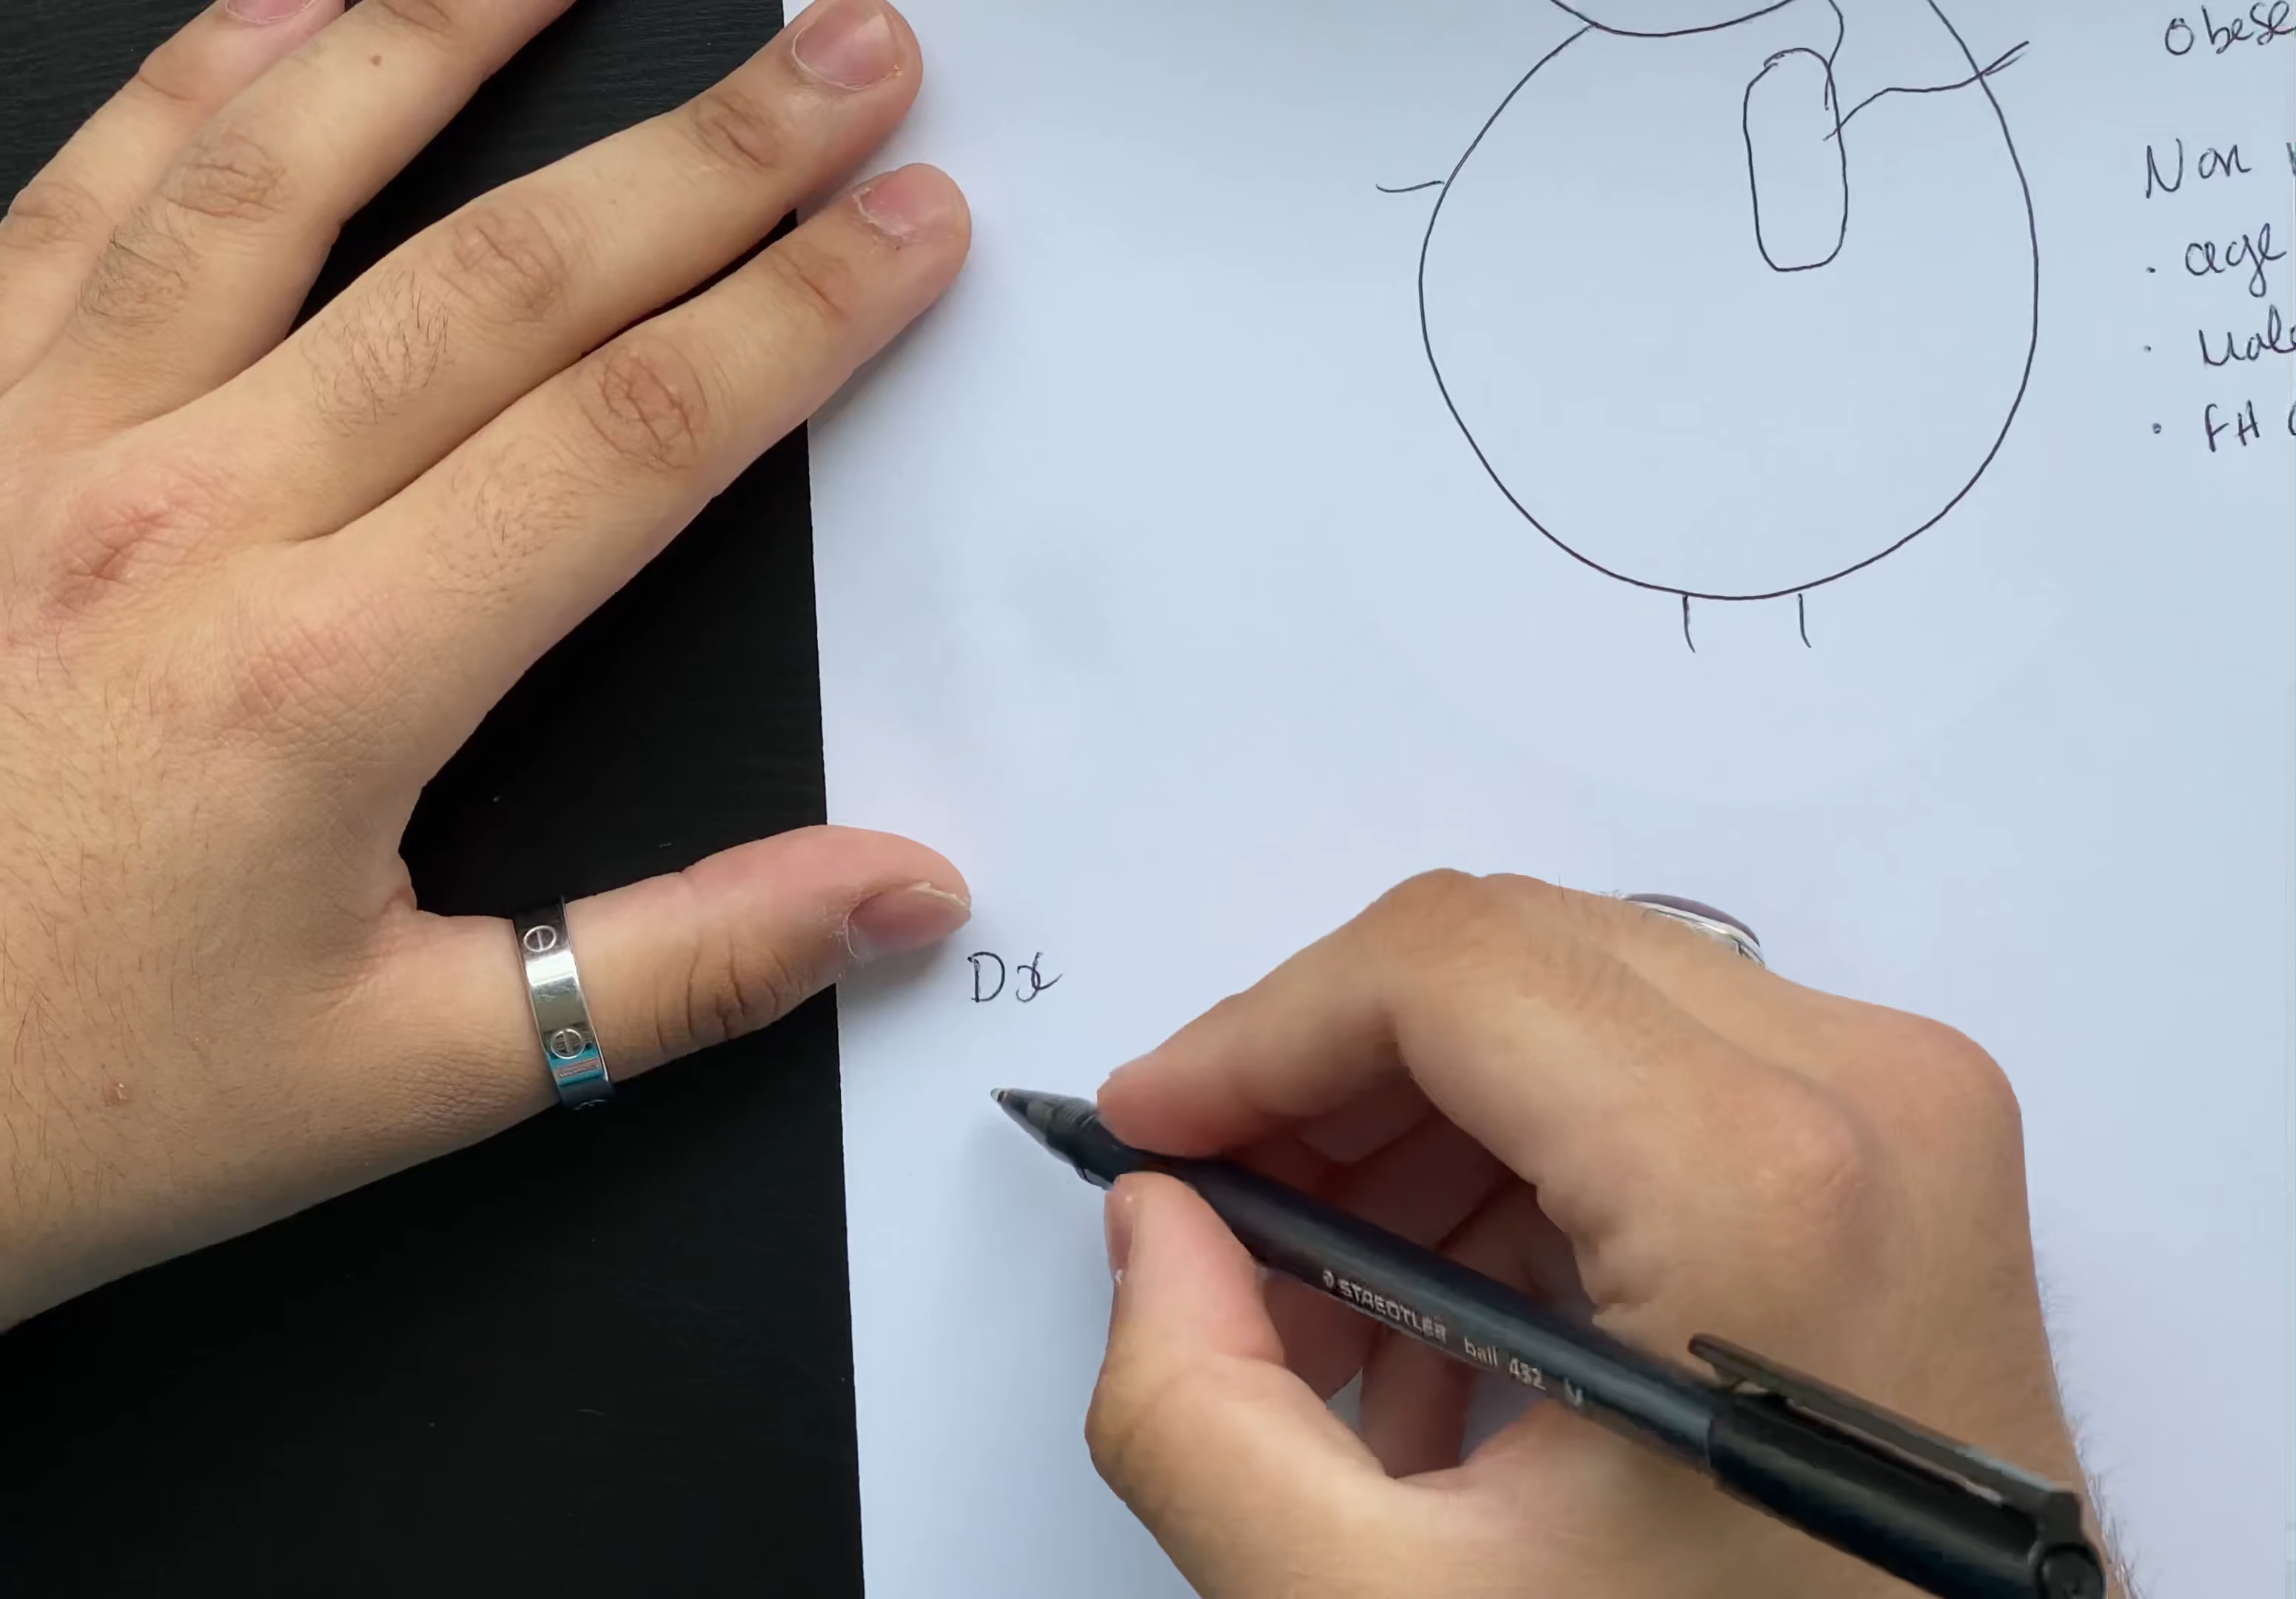 Obese
Non
• age
• Male
• FH
Dx
STAEDTLER ball 432 M